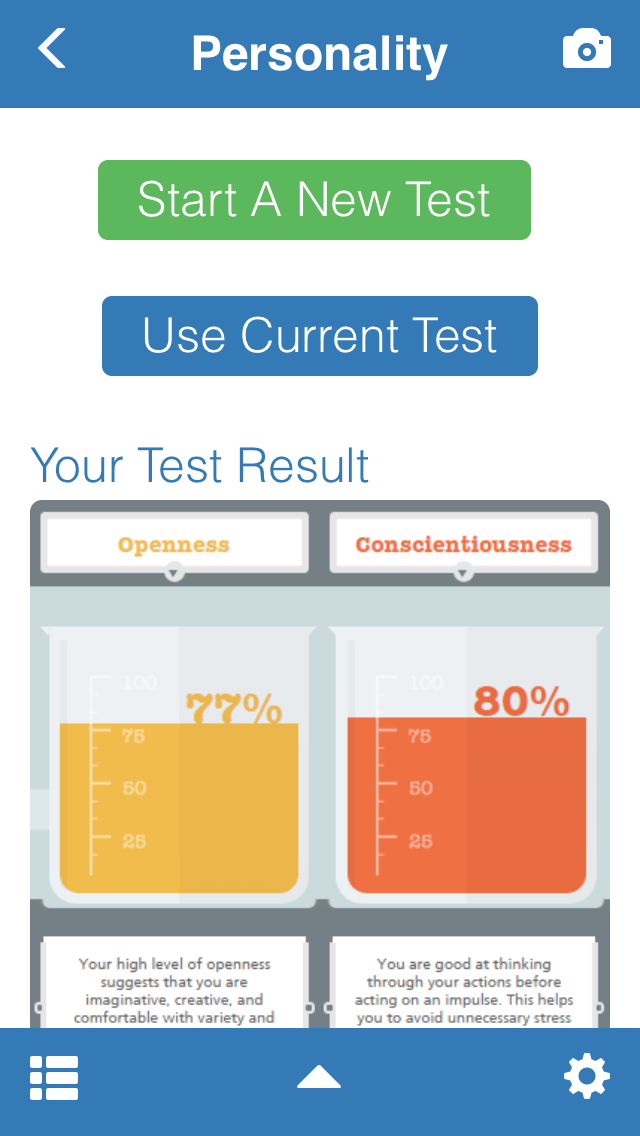 Personality
Start A New Test
Use Current Test
Your Test Result
Openness
Conscientiousness
100
77%
75
50
25
100
80%
75
50
25
Your high level of openness
suggests that you are
imaginative, creative, and
comfortable with variety and
You are good at thinking
through your actions before
acting on an impulse. This helps
you to avoid unnecessary stress